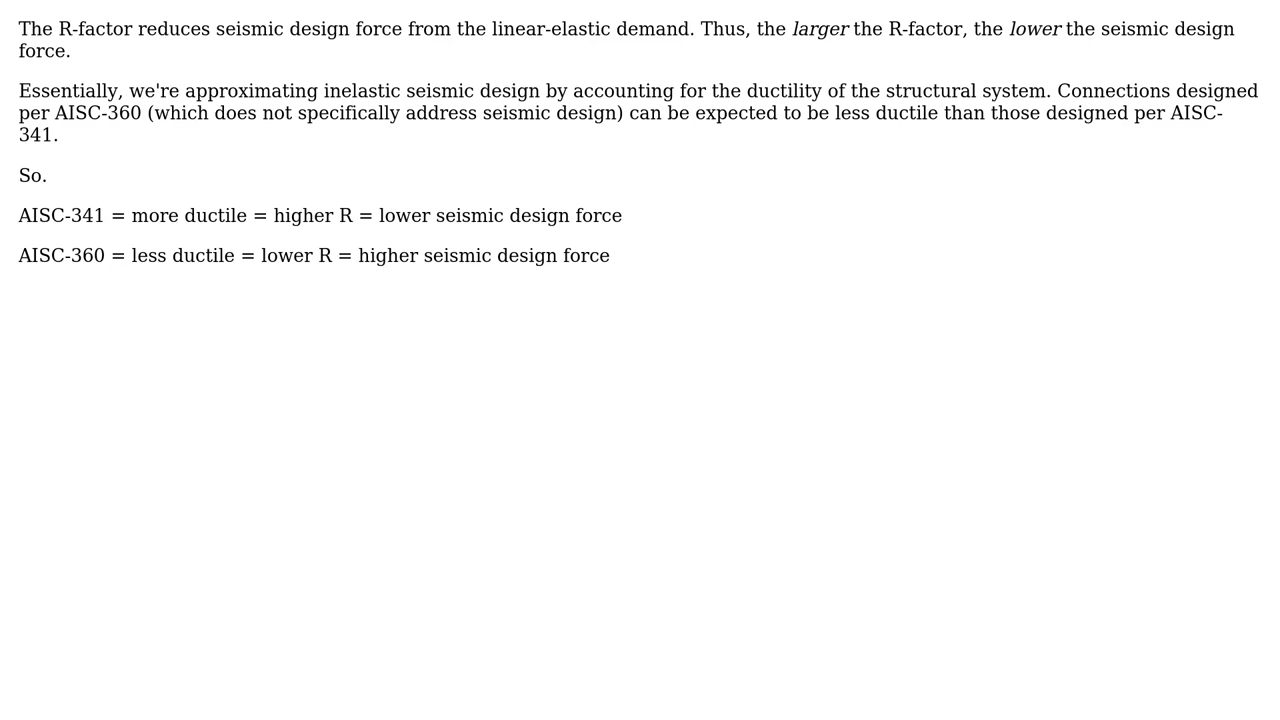 The R-factor reduces seismic design force from the linear-elastic demand. Thus, the larger the R-factor, the lower the seismic design
force.
Essentially, we're approximating inelastic seismic design by accounting for the ductility of the structural system. Connections designed
per AISC-360 (which does not specifically address seismic design) can be expected to be less ductile than those designed per AISC-
341.
So.
AISC-341 = more ductile = higher R = lower seismic design force
AISC-360 = less ductile = lower R = higher seismic design force